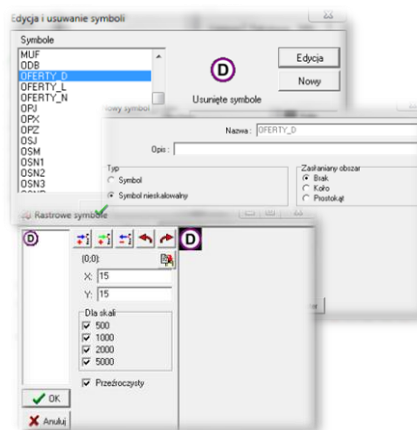 Edycja i usuwanie symboli
Symbole
MUF
ODB
OFERTY_D
OFERTY_L
OFERTY_N
OPJ
OPX
OPZ
OSJ
OSM
OSN1
OSN2
OSN3
D
Edycja
Nowy
Usunięte symbole
Nowy symbol
Nazwa: OFERTY_D
Opis:
Typ
Symbol
Symbol nieskalowalny
Zasłaniany obszar
Brak
Koło
Prostokąt
Rastrowe symbole
D
D
(0;0):
X: 15
Y: 15
Dla skali
500
1000
2000
5000
Przeźroczysty
OK
Anuluj